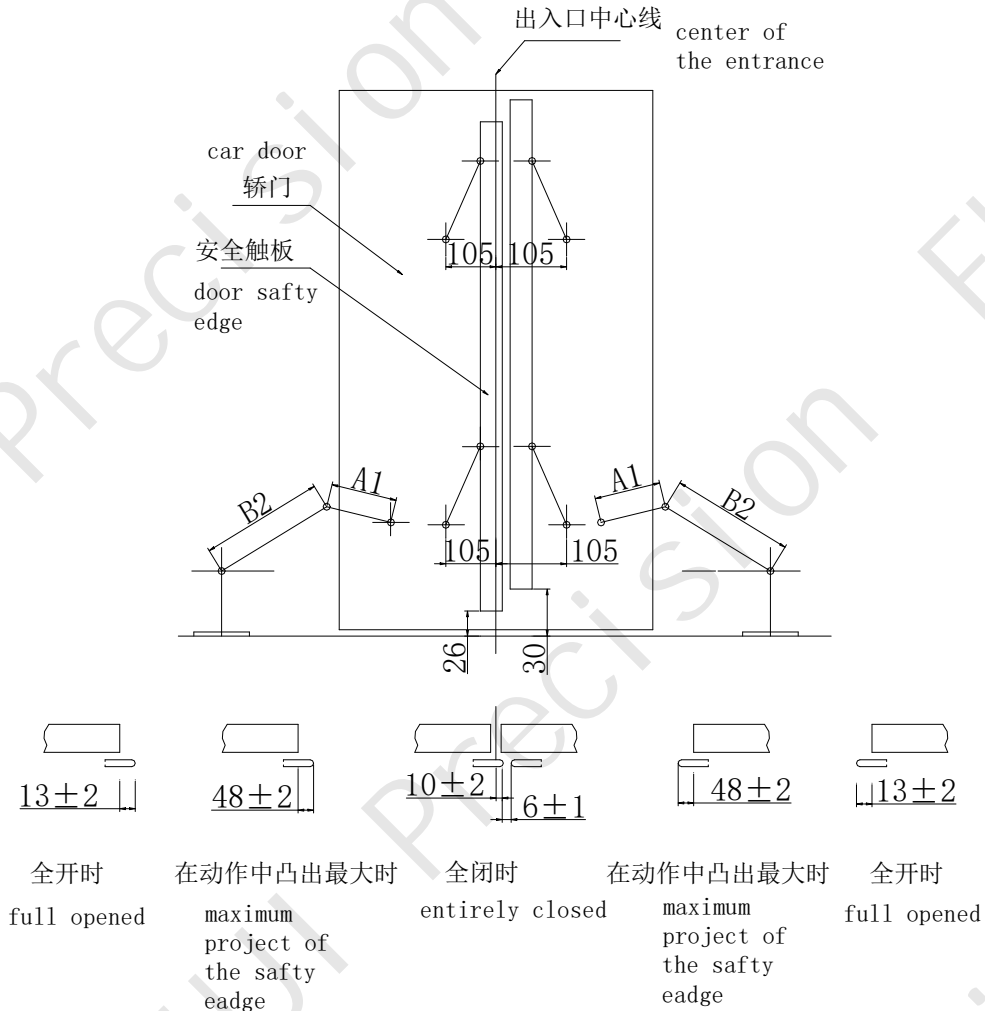 出入口中心线
center of
the entrance
car door
轿门
安全触板
door safty
edge
105
105
A1
B2
A1
B2
105
105
26
30
13±2
48±2
10±2
6±1
48±2
13±2
全开时
full opened
在动作中凸出最大时
maximum
project of
the safty
eadge
全闭时
entirely closed
在动作中凸出最大时
maximum
project of
the safty
eadge
全开时
full opened
Precision
Fu
Fuji Precision